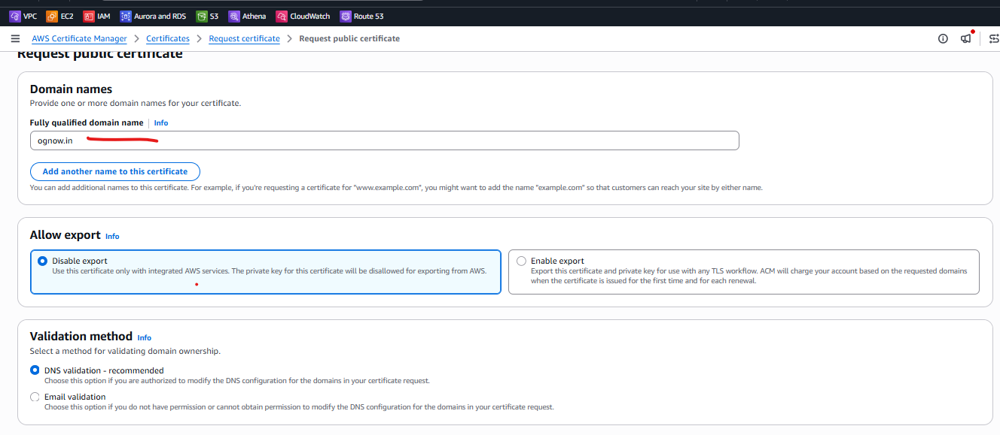 VPC EC2 IAM Aurora and RDS S3 Athena CloudWatch Route 53
AWS Certificate Manager > Certificates > Request certificate > Request public certificate
Request public certificate
Domain names
Provide one or more domain names for your certificate.
Fully qualified domain name | Info
ognow.in
Add another name to this certificate
You can add additional names to this certificate. For example, if you're requesting a certificate for "www.example.com", you might want to add the name "example.com" so that customers can reach your site by either name.
Allow export Info
Disable export
Use this certificate only with integrated AWS services. The private key for this certificate will be disallowed for exporting from AWS.
Enable export
Export this certificate and private key for use with any TLS workflow. ACM will charge your account based on the requested domains
when the certificate is issued for the first time and for each renewal.
Validation method Info
Select a method for validating domain ownership.
DNS validation - recommended
Choose this option if you are authorized to modify the DNS configuration for the domains in your certificate request.
Email validation
Choose this option if you do not have permission or cannot obtain permission to modify the DNS configuration for the domains in your certificate request.